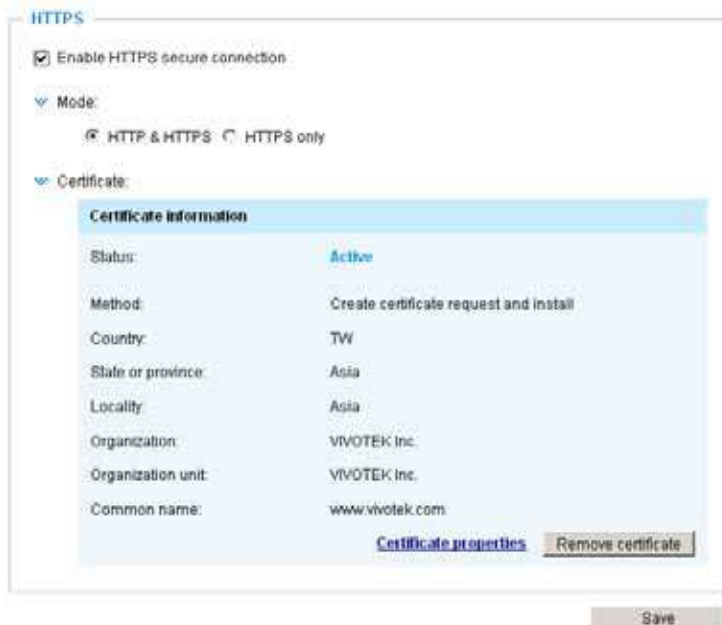 HTTPS
Enable HTTPS secure connection
Mode:
HTTP & HTTPS HTTPS only
Certificate:
Certificate information
Status: Active
Method: Create certificate request and install
Country: TW
State or province: Asia
Locality: Asia
Organization: VIVOTEK Inc.
Organization unit: VIVOTEK Inc.
Common name: www.vivotek.com
Certificate properties Remove certificate
Save